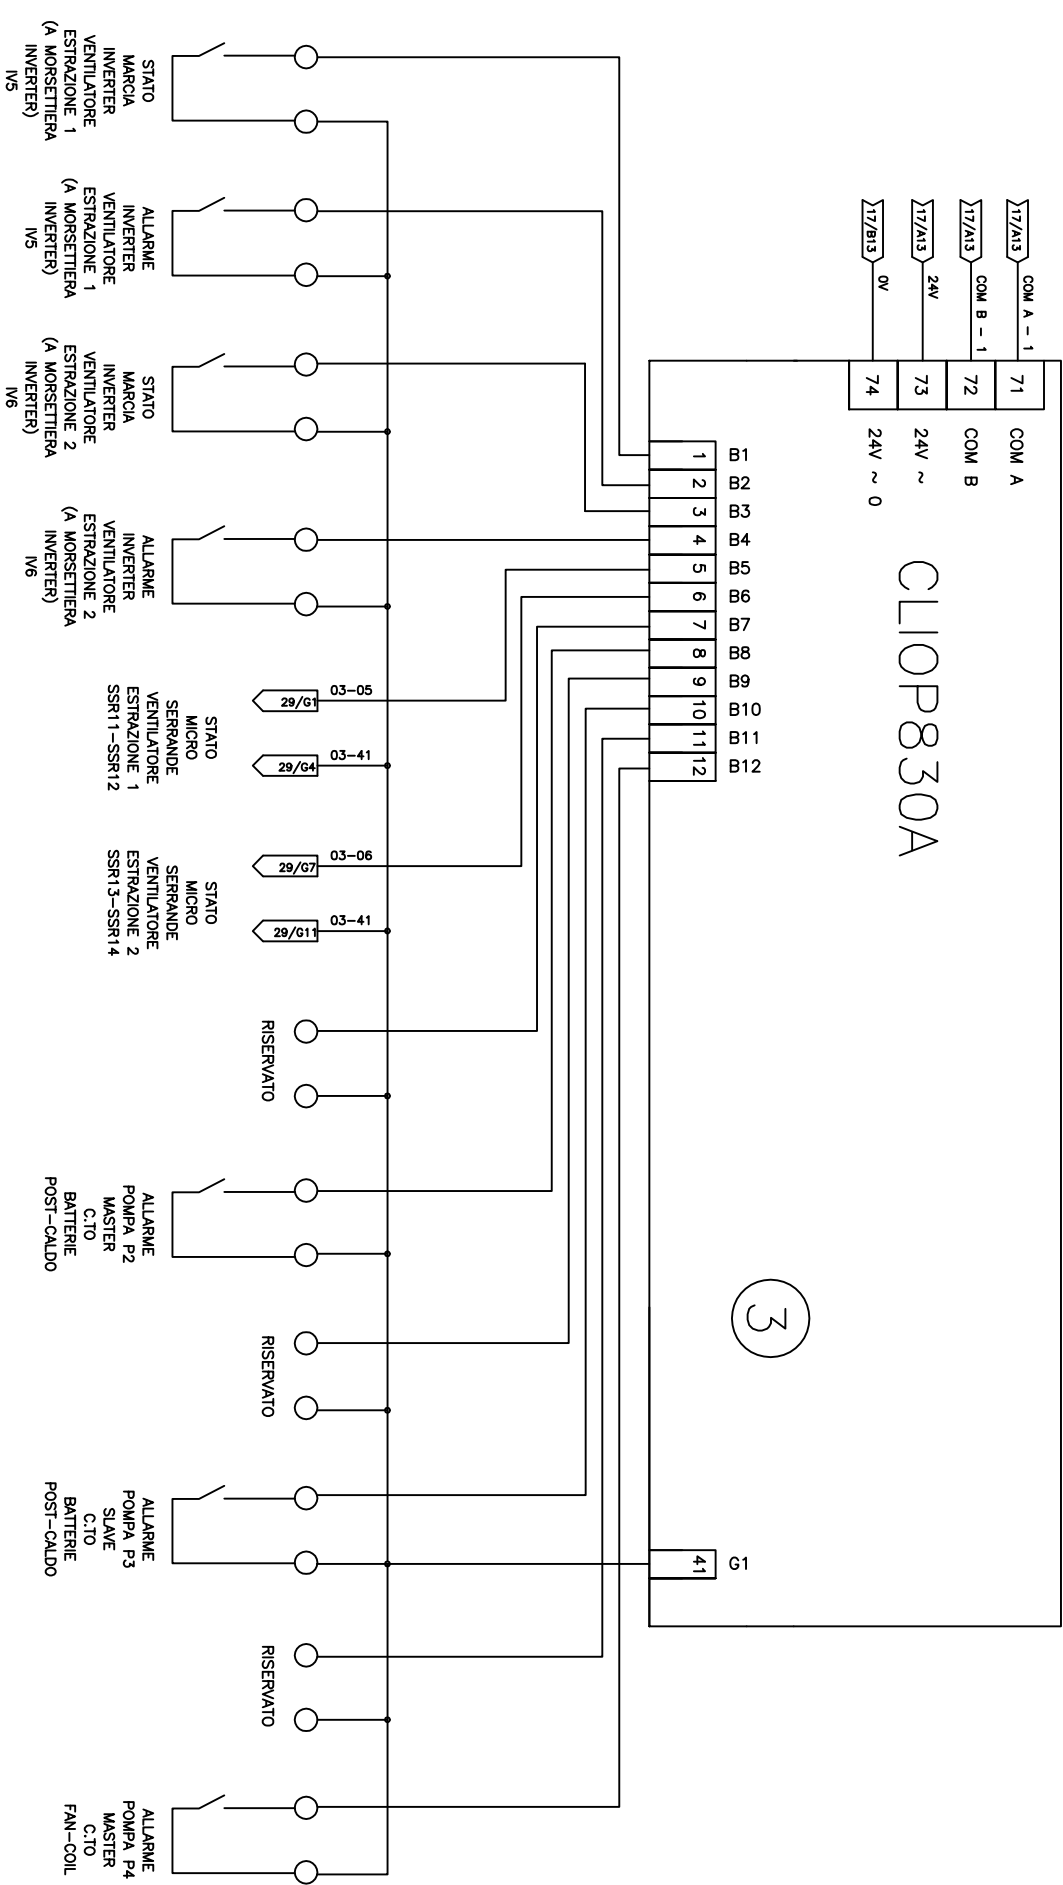 17/A13
COM A - 1
17/A13
COM B - 1
17/A13
24V
17/B13
0V
71
COM A
72
COM B
73
24V ~
74
24V ~ 0
CLIOP830A
3
1
B1
2
B2
3
B3
4
B4
5
B5
6
B6
7
B7
8
B8
9
B9
10
B10
11
B11
12
B12
41
G1
STATO
MARCIA
INVERTER
VENTILATORE
ESTRAZIONE 1
(A MORSETTIERA
INVERTER)
IV5
ALLARME
INVERTER
VENTILATORE
ESTRAZIONE 1
(A MORSETTIERA
INVERTER)
IV5
STATO
MARCIA
INVERTER
VENTILATORE
ESTRAZIONE 2
(A MORSETTIERA
INVERTER)
IV6
ALLARME
INVERTER
VENTILATORE
ESTRAZIONE 2
(A MORSETTIERA
INVERTER)
IV6
03-05
29/G1
03-41
29/G4
STATO
MICRO
SERRANDE
VENTILATORE
ESTRAZIONE 1
SSR11-SSR12
03-06
29/G7
03-41
29/G11
STATO
MICRO
SERRANDE
VENTILATORE
ESTRAZIONE 2
SSR13-SSR14
RISERVATO
ALLARME
POMPA P2
MASTER
C.TO
BATTERIE
POST-CALDO
RISERVATO
ALLARME
POMPA P3
SLAVE
C.TO
BATTERIE
POST-CALDO
RISERVATO
ALLARME
POMPA P4
MASTER
C.TO
FAN-COIL